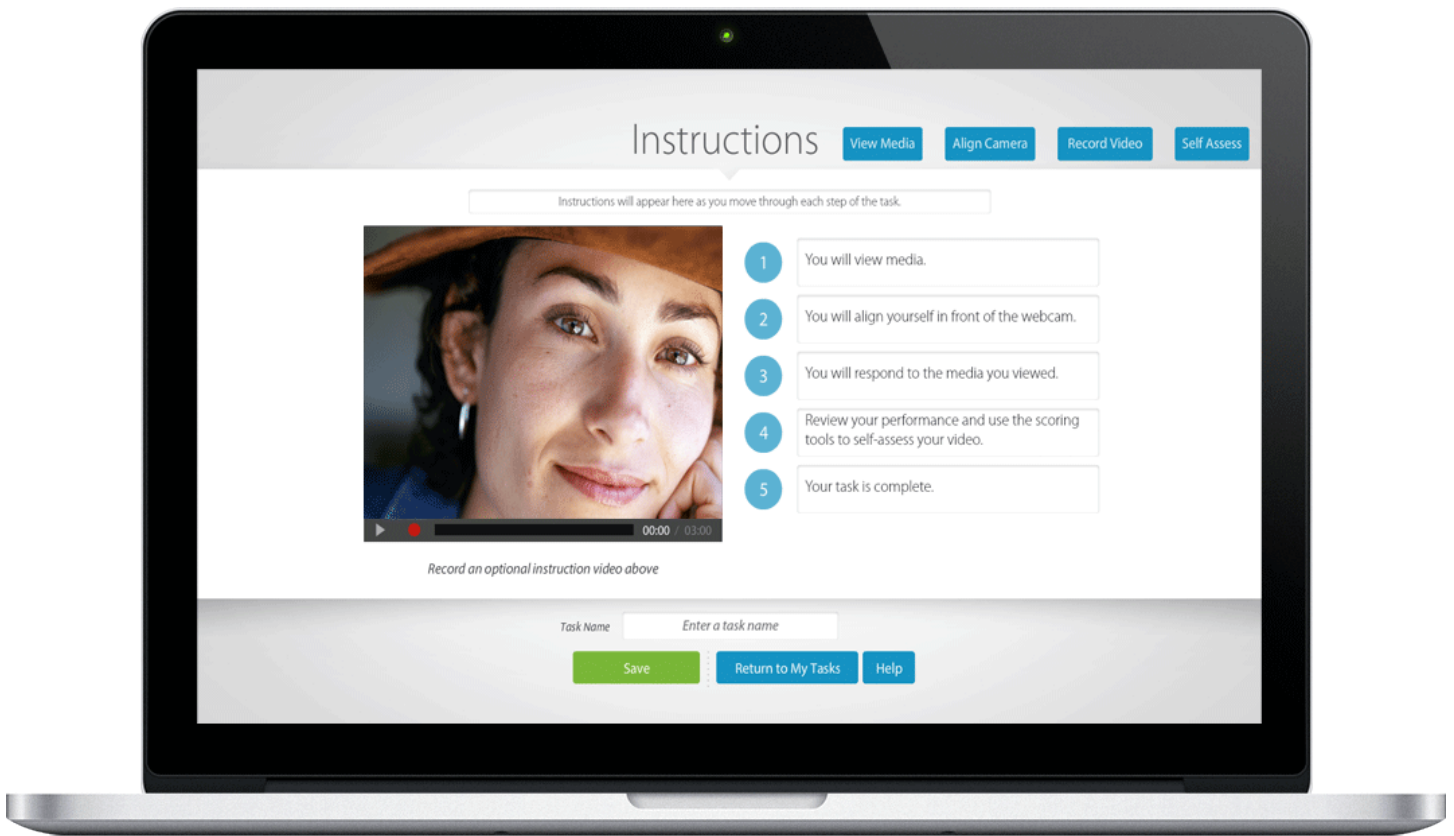 Instructions
View Media
Align Camera
Record Video
Self Assess
Instructions will appear here as you move through each step of the task.
1
You will view media.
2
You will align yourself in front of the webcam.
3
You will respond to the media you viewed.
4
Review your performance and use the scoring
tools to self-assess your video.
5
Your task is complete.
00:00 / 03:00
Record an optional instruction video above
Task Name
Enter a task name
Save
Return to My Tasks
Help